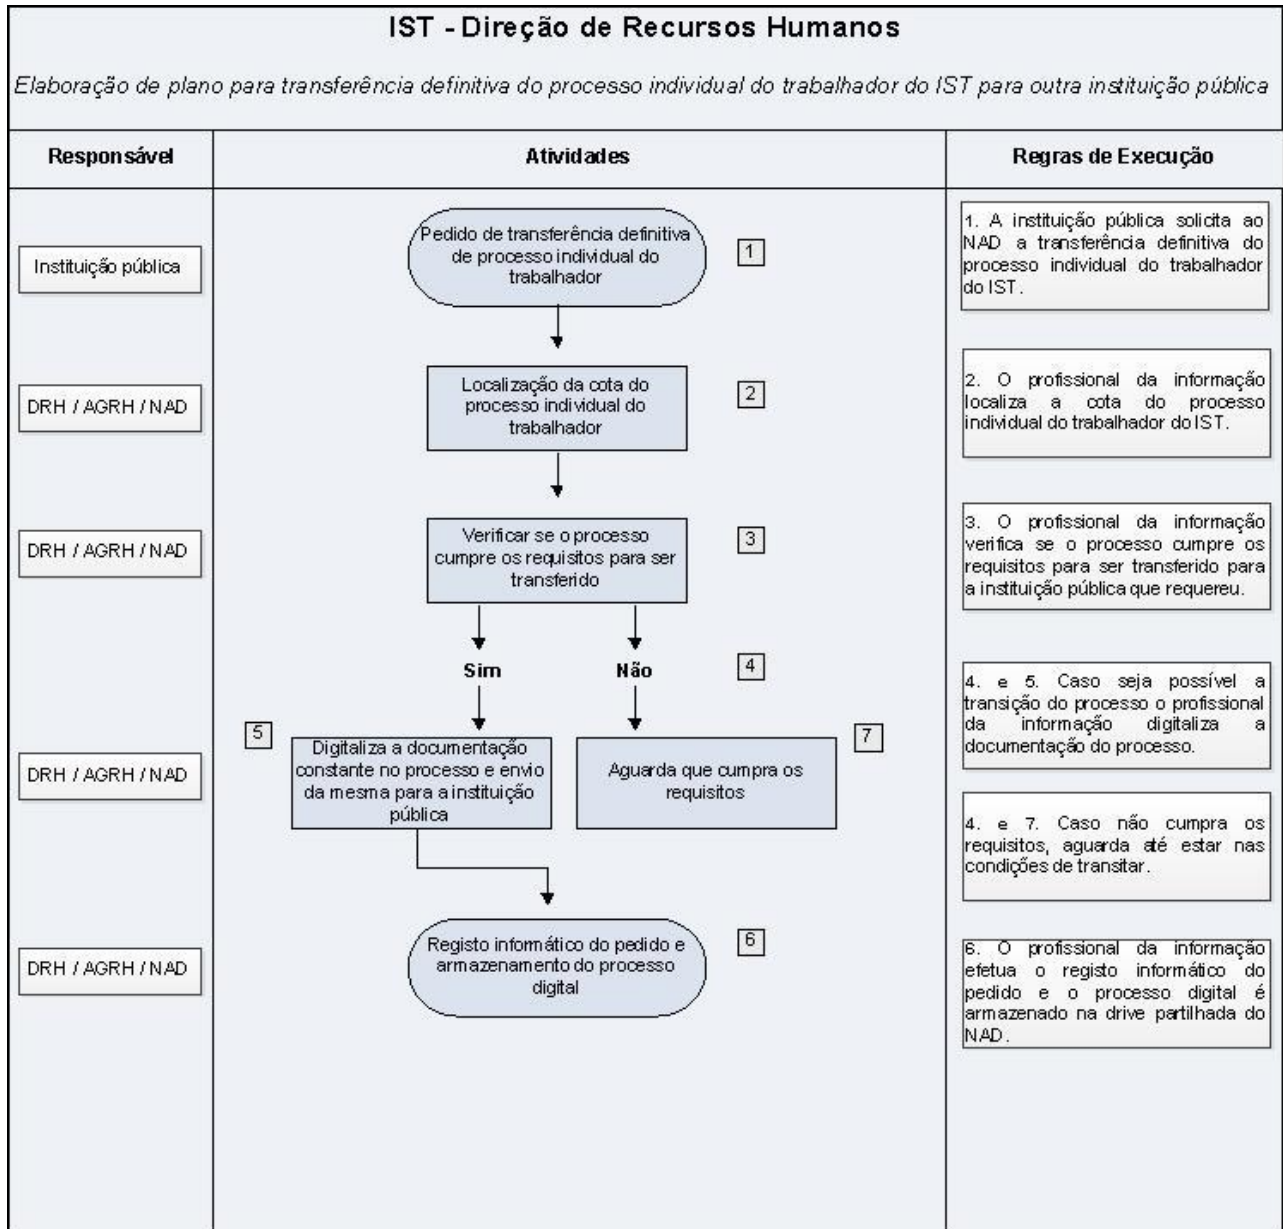 IST - Direção de Recursos Humanos
Elaboração de plano para transferência definitiva do processo individual do trabalhador do IST para outra instituição pública
Responsável
Atividades
Regras de Execução
Instituição pública
Pedido de transferência definitiva
de processo individual do
trabalhador
1
1. A instituição pública solicita ao
NAD a transferência definitiva do
processo individual do trabalhador
do IST.
DRH / AGRH / NAD
Localização da cota do
processo individual do
trabalhador
2
2. O profissional da informação
localiza a cota do processo
individual do trabalhador do IST.
DRH / AGRH / NAD
Verificar se o processo
cumpre os requisitos para ser
transferido
3
3. O profissional da informação
verifica se o processo cumpre os
requisitos para ser transferido para
a instituição pública que requereu.
Sim
Não
4
4. e 5. Caso seja possível a
transição do processo o profissional
da informação digitaliza a
documentação do processo.
DRH / AGRH / NAD
5
Digitaliza a documentação
constante no processo e envio
da mesma para a instituição
pública
Aguarda que cumpra os
requisitos
7
4. e 7. Caso não cumpra os
requisitos, aguarda até estar nas
condições de transitar.
DRH / AGRH / NAD
Registo informático do pedido e
armazenamento do processo
digital
6
6. O profissional da informação
efetua o registo informático do
pedido e o processo digital é
armazenado na drive partilhada do
NAD.